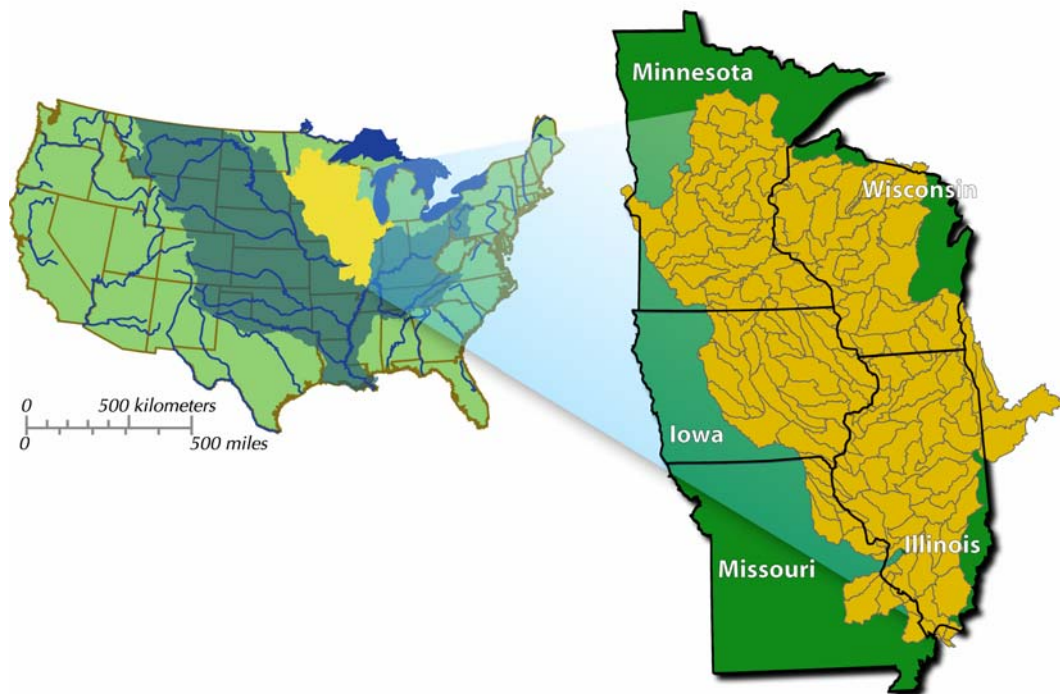 0 500 kilometers
0 500 miles
Minnesota
Wisconsin
Iowa
Illinois
Missouri